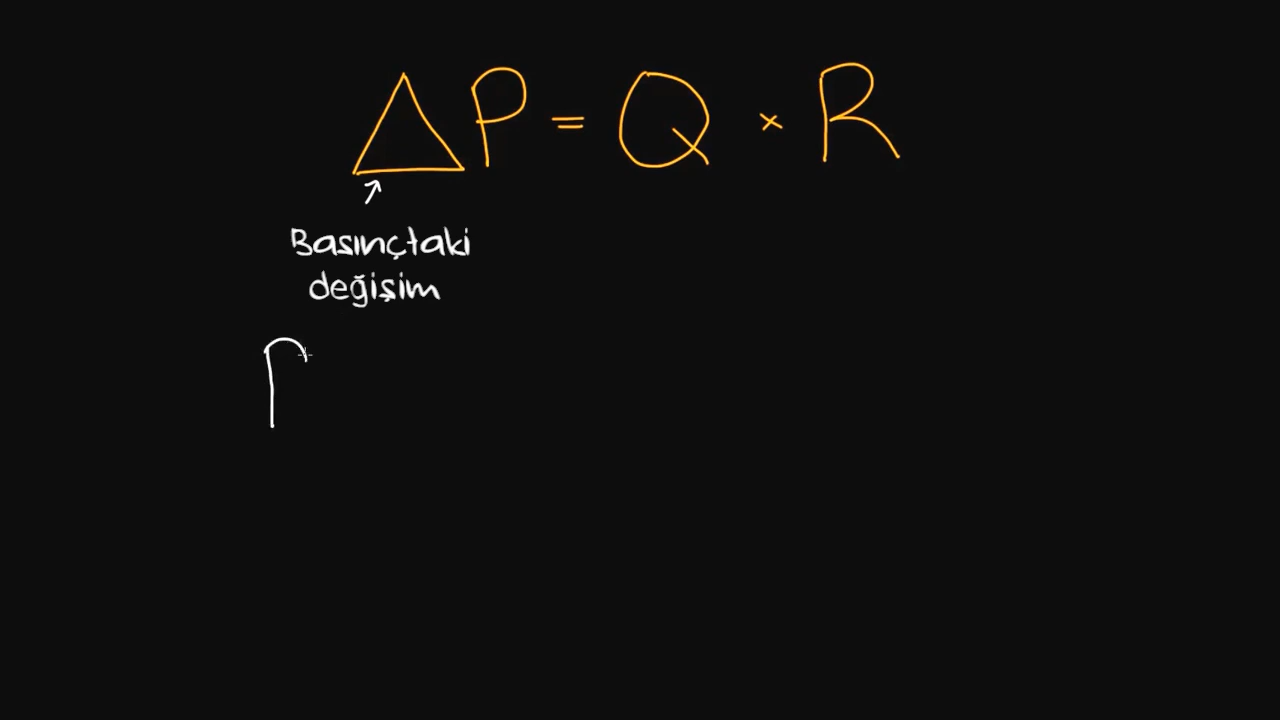 ΔP = Q × R
Basınçtaki
değişim